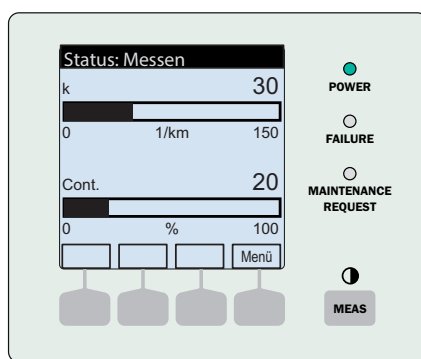 Status: Messen
k 30
0 1/km 150
Cont. 20
0 % 100
Menü
POWER
FAILURE
MAINTENANCE
REQUEST
MEAS